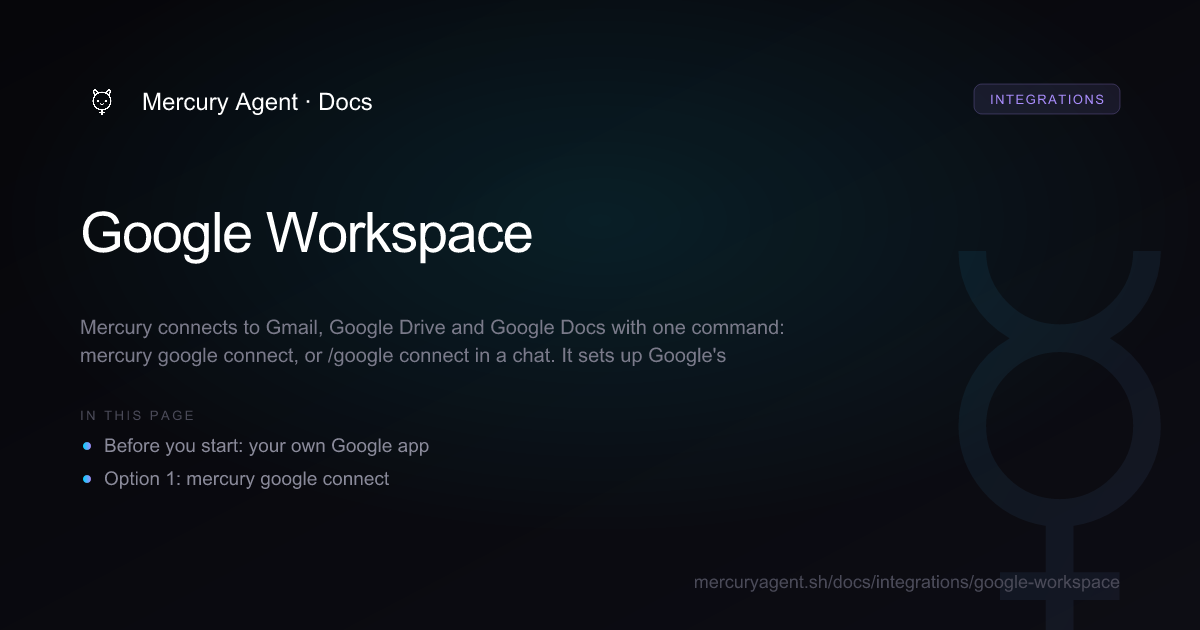 Mercury Agent · Docs
INTEGRATIONS
Google Workspace
Mercury connects to Gmail, Google Drive and Google Docs with one command:
mercury google connect, or /google connect in a chat. It sets up Google's
IN THIS PAGE
Before you start: your own Google app
Option 1: mercury google connect
mercuryagent.sh/docs/integrations/google-workspace